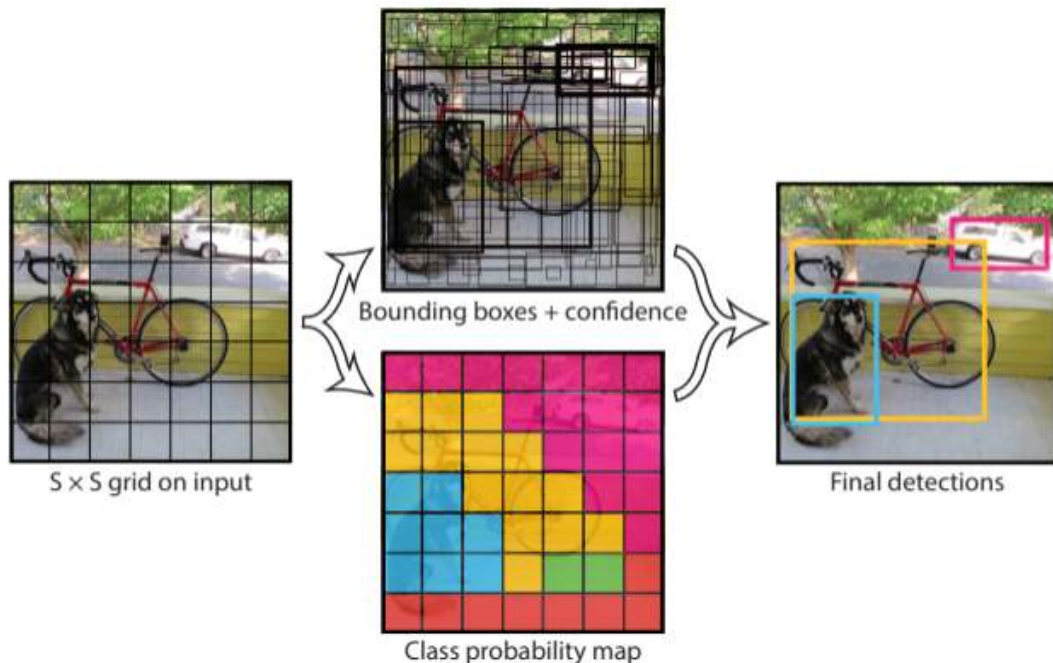 Bounding boxes + confidence
S × S grid on input
Final detections
Class probability map